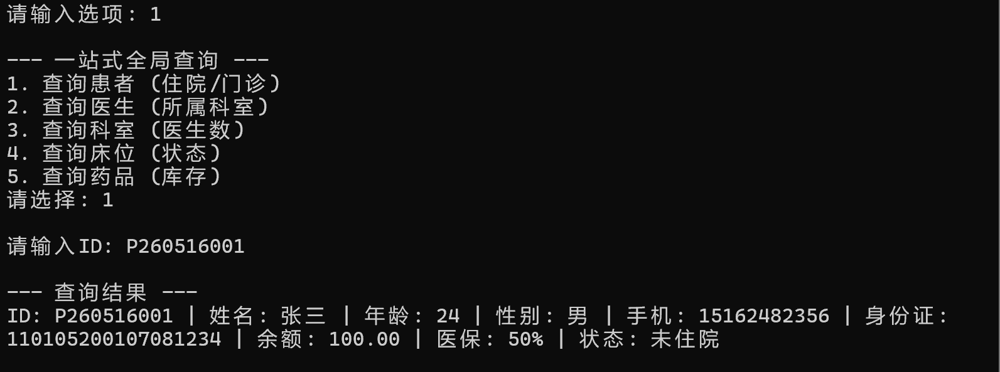 请输入选项: 1
--- 一站式全局查询 ---
1. 查询患者 (住院/门诊)
2. 查询医生 (所属科室)
3. 查询科室 (医生数)
4. 查询床位 (状态)
5. 查询药品 (库存)
请选择: 1
请输入ID: P260516001
--- 查询结果 ---
ID: P260516001 | 姓名: 张三 | 年龄: 24 | 性别: 男 | 手机: 15162482356 | 身份证:
110105200107081234 | 余额: 100.00 | 医保: 50% | 状态: 未住院